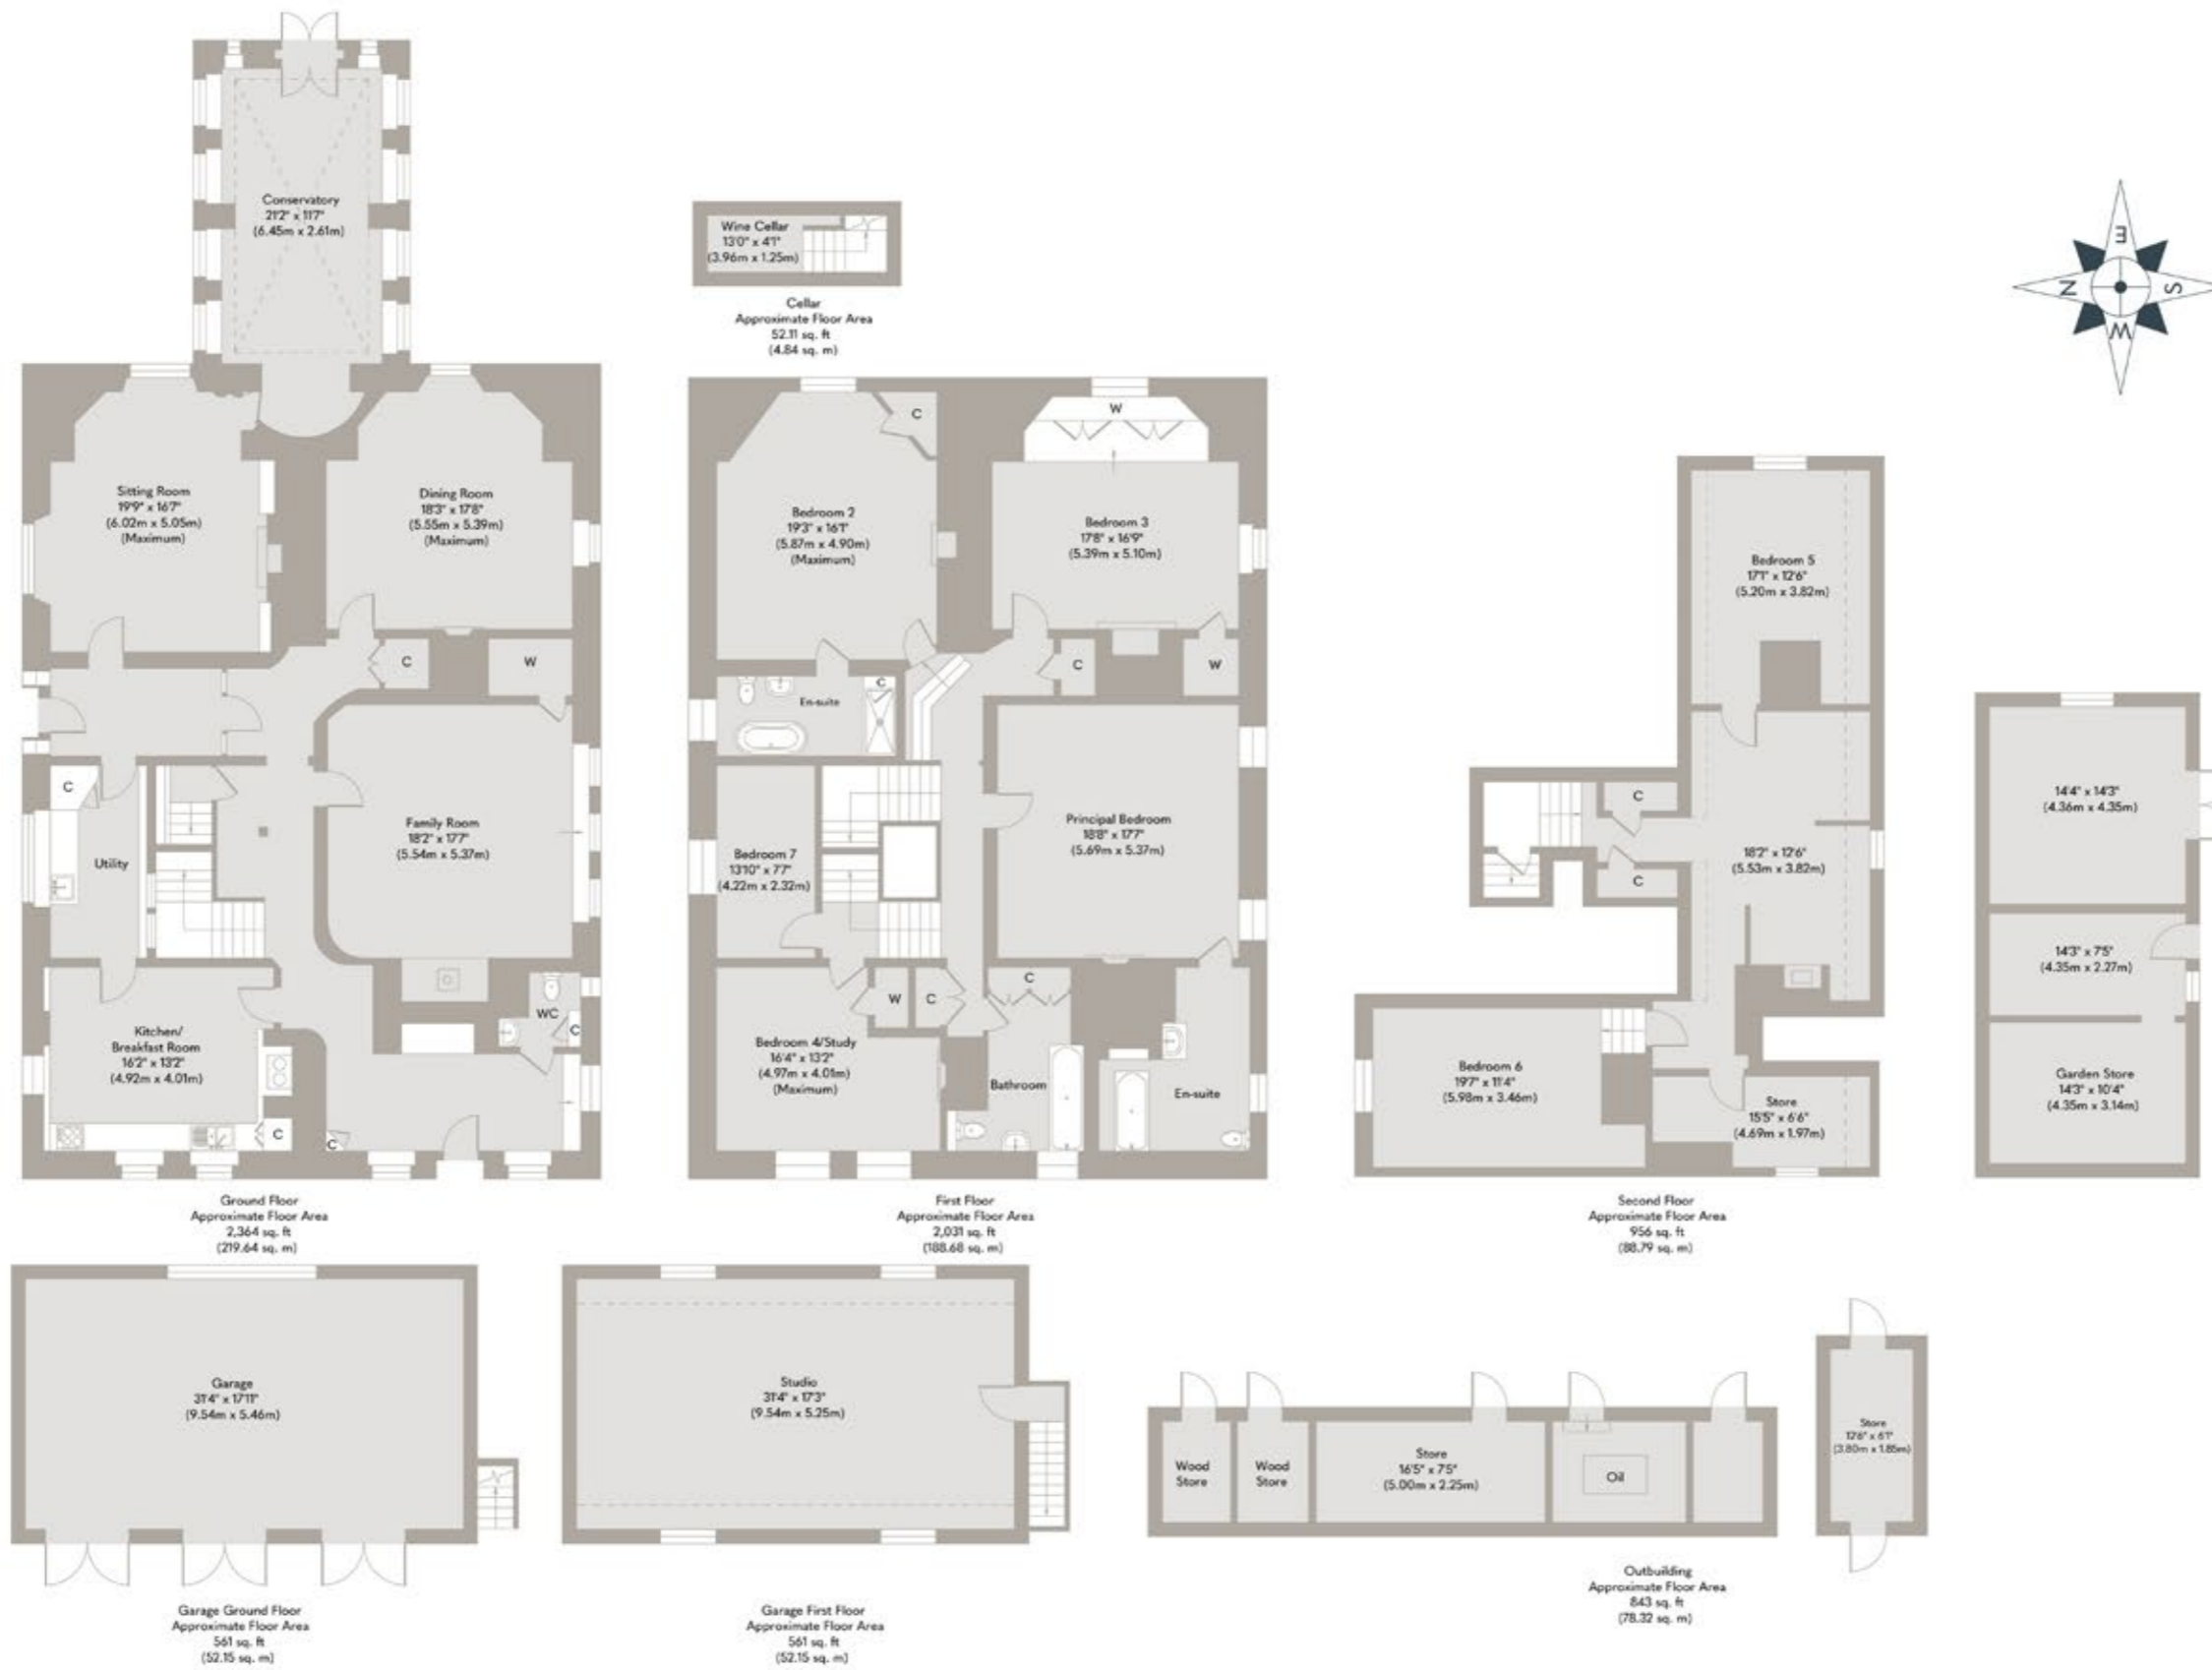 Conservatory
21'2" x 11'7"
(6.45m x 2.61m)
Wine Cellar
13'0" x 4'1"
(3.96m x 1.25m)
Cellar
Approximate Floor Area
52.11 sq. ft
(4.84 sq. m)
E
N
S
W
Sitting Room
19'9" x 16'7"
(6.02m x 5.05m)
(Maximum)
Dining Room
18'3" x 17'8"
(5.55m x 5.39m)
(Maximum)
C
W
Family Room
18'2" x 17'7"
(5.54m x 5.37m)
C
Utility
Kitchen/
Breakfast Room
16'2" x 13'2"
(4.92m x 4.01m)
C
C
WC
C
Ground Floor
Approximate Floor Area
2,364 sq. ft
(219.64 sq. m)
Bedroom 2
19'3" x 16'1"
(5.87m x 4.90m)
(Maximum)
C
W
Bedroom 3
17'8" x 16'9"
(5.39m x 5.10m)
C
W
En-suite
C
Bedroom 7
13'10" x 7'7"
(4.22m x 2.32m)
Principal Bedroom
18'8" x 17'7"
(5.69m x 5.37m)
W
C
C
Bedroom 4/Study
16'4" x 13'2"
(4.97m x 4.01m)
(Maximum)
Bathroom
En-suite
First Floor
Approximate Floor Area
2,031 sq. ft
(188.68 sq. m)
Bedroom 5
17'1" x 12'6"
(5.20m x 3.82m)
C
C
18'2" x 12'6"
(5.53m x 3.82m)
Bedroom 6
19'7" x 11'4"
(5.98m x 3.46m)
Store
15'5" x 6'6"
(4.69m x 1.97m)
Second Floor
Approximate Floor Area
956 sq. ft
(88.79 sq. m)
14'4" x 14'3"
(4.36m x 4.35m)
14'3" x 7'5"
(4.35m x 2.27m)
Garden Store
14'3" x 10'4"
(4.35m x 3.14m)
Garage
31'4" x 17'11"
(9.54m x 5.46m)
Garage Ground Floor
Approximate Floor Area
561 sq. ft
(52.15 sq. m)
Studio
31'4" x 17'3"
(9.54m x 5.25m)
Garage First Floor
Approximate Floor Area
561 sq. ft
(52.15 sq. m)
Wood
Store
Wood
Store
Store
16'5" x 7'5"
(5.00m x 2.25m)
Oil
Store
12'6" x 6'1"
(3.80m x 1.85m)
Outbuilding
Approximate Floor Area
843 sq. ft
(78.32 sq. m)